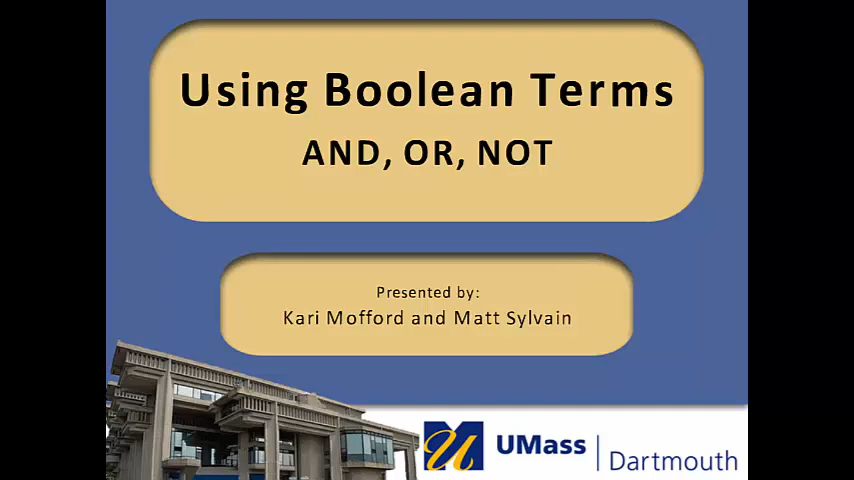 Using Boolean Terms
AND, OR, NOT
Presented by:
Kari Mofford and Matt Sylvain
UMass
Dartmouth